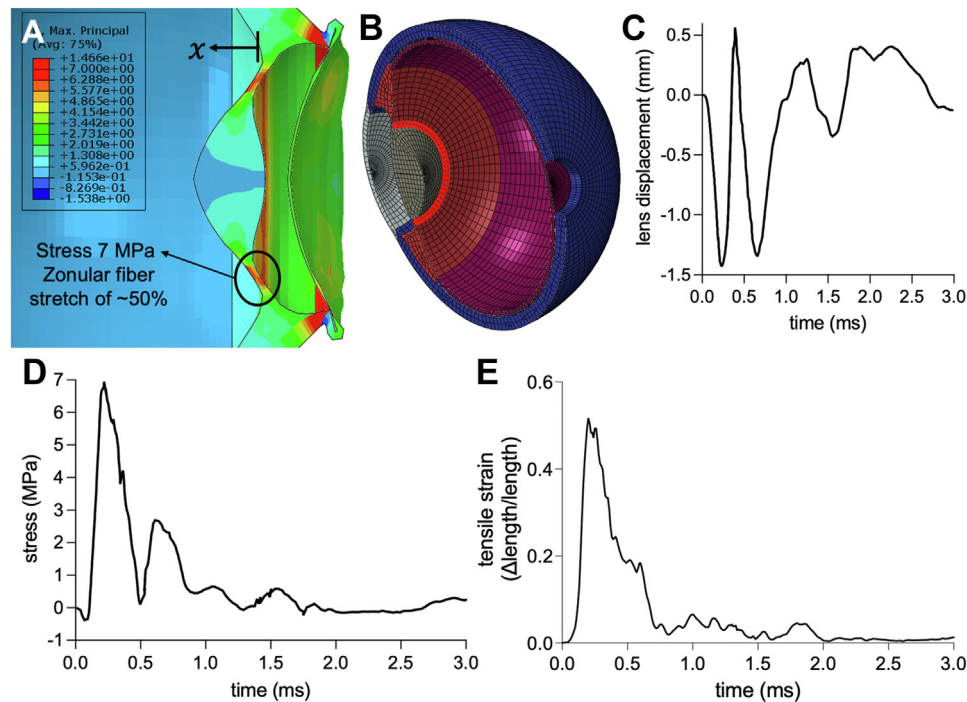 A
Max. Principal
(Avg: 75%)
+1.466e+01
+7.000e+00
+6.288e+00
+5.577e+00
+4.865e+00
+4.154e+00
+3.442e+00
+2.731e+00
+2.019e+00
+1.308e+00
+5.962e-01
-1.153e-01
-8.269e-01
-1.538e+00
x
Stress 7 MPa
Zonular fiber
stretch of ~50%
B
C
lens displacement (mm)
0.5
0.0
-0.5
-1.0
-1.5
0.0 0.5 1.0 1.5 2.0 2.5 3.0
time (ms)
D
stress (MPa)
7
6
5
4
3
2
1
0
-1
0.0 0.5 1.0 1.5 2.0 2.5 3.0
time (ms)
E
tensile strain
(Δlength/length)
0.6
0.4
0.2
0.0
0.0 0.5 1.0 1.5 2.0 2.5 3.0
time (ms)